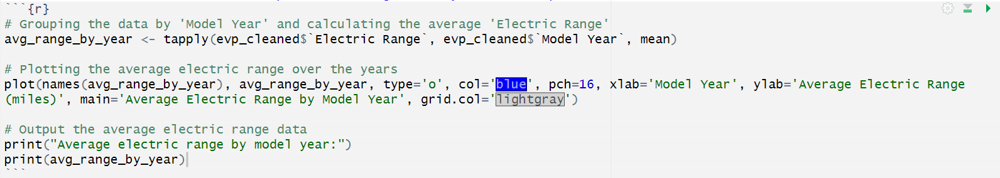 ```{r}
# Grouping the data by 'Model Year' and calculating the average 'Electric Range'
avg_range_by_year <- tapply(evp_cleaned$`Electric Range`, evp_cleaned$`Model Year`, mean)
# Plotting the average electric range over the years
plot(names(avg_range_by_year), avg_range_by_year, type='o', col='blue', pch=16, xlab='Model Year', ylab='Average Electric Range
(miles)', main='Average Electric Range by Model Year', grid.col='lightgray')
# Output the average electric range data
print("Average electric range by model year:")
print(avg_range_by_year)
```